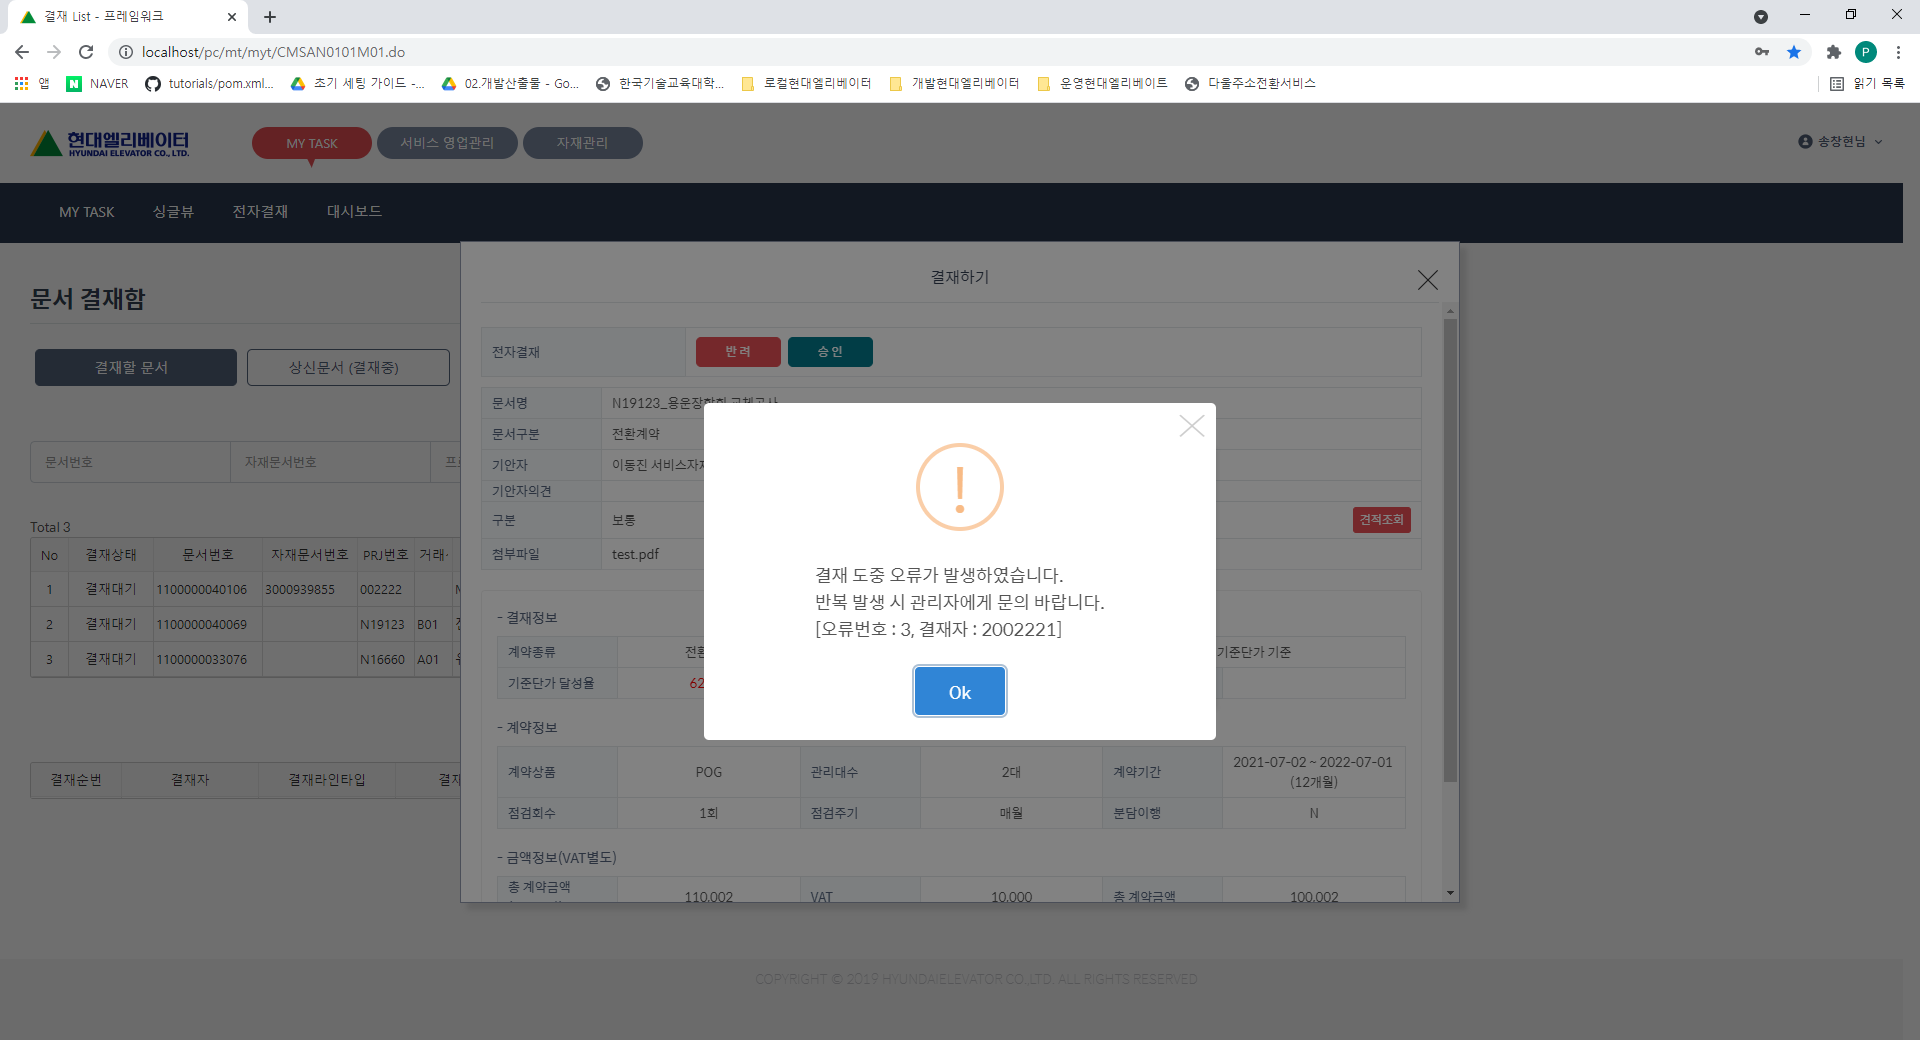 결재 List - 프레임워크
localhost/pc/mt/myt/CMSAN0101M01.do
P
앱
NAVER
tutorials/pom.xml...
초기 세팅 가이드 -...
02.개발산출물 - Go...
한국기술교육대학...
로컬현대엘리베이터
개발현대엘리베이터
운영현대엘리베이트
다울주소전환서비스
읽기 목록
현대엘리베이터
HYUNDAI ELEVATOR CO., LTD.
MY TASK
서비스 영업관리
자재관리
송창현님
MY TASK 싱글뷰 전자결재 대시보드
문서 결재함
결재할 문서
상신문서 (결재중)
문서번호 자재문서번호
Total 3
No 결재상태 문서번호 자재문서번호 PRJ번호 거래
1 결재대기 1100000040106 3000939855 002222
2 결재대기 1100000040069 N19123 B01
3 결재대기 1100000033076 N16660 A01
결재순번 결재자 결재라인타입 결재
결재하기
전자결재 반 려 승 인
문서명 N19123_용운장학회 교체공사
문서구분 전환계약
기안자 이동진 서비스자
기안자의견
구분 보통 견적조회
첨부파일 test.pdf
- 결재정보
계약종류 전환 기준단가 기준
기준단가 달성율 62
- 계약정보
계약상품 POG 관리대수 2대 계약기간 2021-07-02 ~ 2022-07-01
(12개월)
점검회수 1회 점검주기 매월 분담이행 N
- 금액정보(VAT별도)
총 계약금액 110,002 VAT 10,000 총 계약금액 100,002
결재 도중 오류가 발생하였습니다.
반복 발생 시 관리자에게 문의 바랍니다.
[오류번호 : 3, 결재자 : 2002221]
Ok
COPYRIGHT © 2019 HYUNDAIELEVATOR CO.,LTD. ALL RIGHTS RESERVED